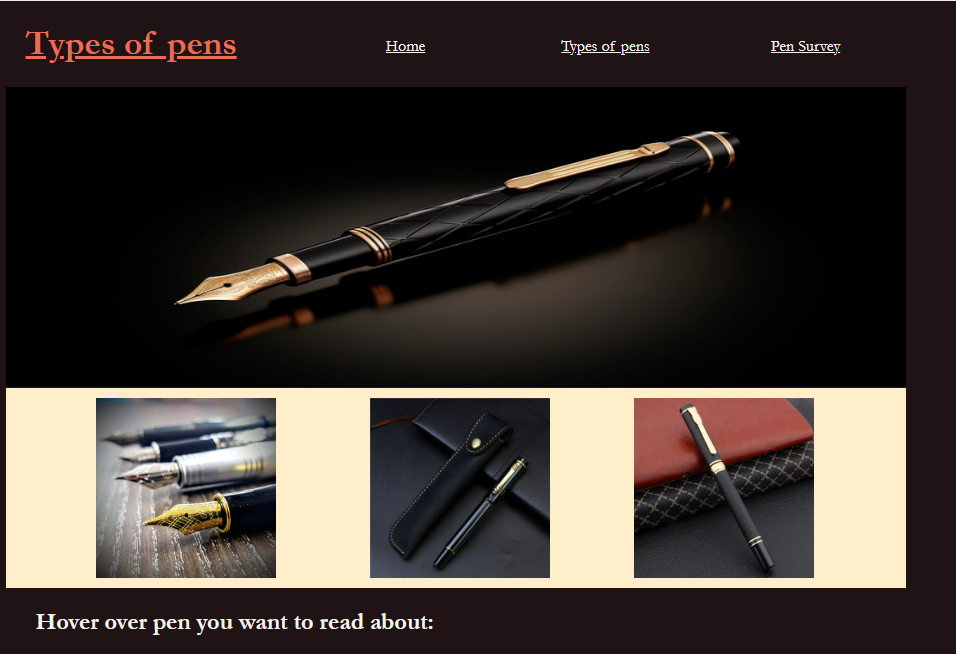 Types of pens
Home
Types of pens
Pen Survey
Hover over pen you want to read about: